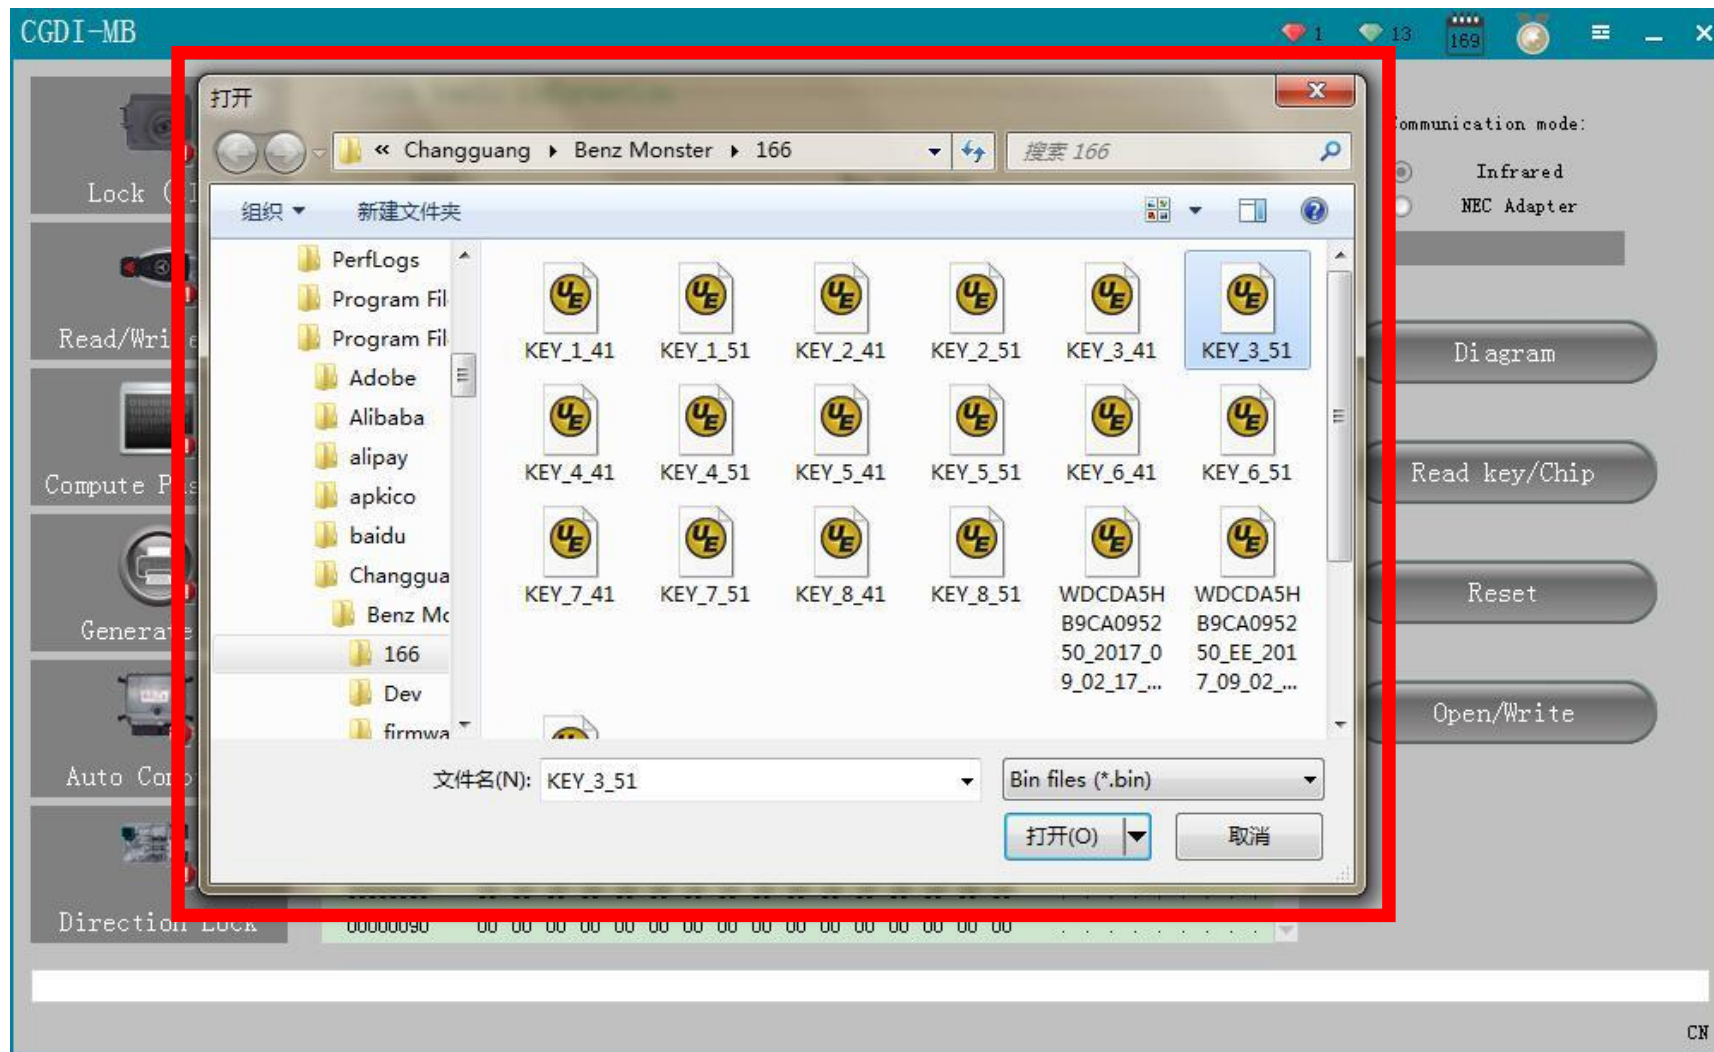 CGDI-MB
1
13
169
打开
« Changguang ▸ Benz Monster ▸ 166
搜索 166
组织
新建文件夹
PerfLogs
Program Fil
Program Fil
Adobe
Alibaba
alipay
apkico
baidu
Changgua
Benz Mo
166
Dev
firmwa
KEY_1_41
KEY_1_51
KEY_2_41
KEY_2_51
KEY_3_41
KEY_3_51
KEY_4_41
KEY_4_51
KEY_5_41
KEY_5_51
KEY_6_41
KEY_6_51
KEY_7_41
KEY_7_51
KEY_8_41
KEY_8_51
WDCDA5H
B9CA0952
50_2017_0
9_02_17_...
WDCDA5H
B9CA0952
50_EE_201
7_09_02_...
文件名(N):
KEY_3_51
Bin files (*.bin)
打开(O)
取消
Lock
Read/Wri
Compute
Generate
Auto Com
Direction Lock
00000090 00 00 00 00 00 00 00 00 00 00 00 00 00 00 00 00 . . . . . . . . . . . .
Communication mode:
Infrared
NEC Adapter
Diagram
Read key/Chip
Reset
Open/Write
CN